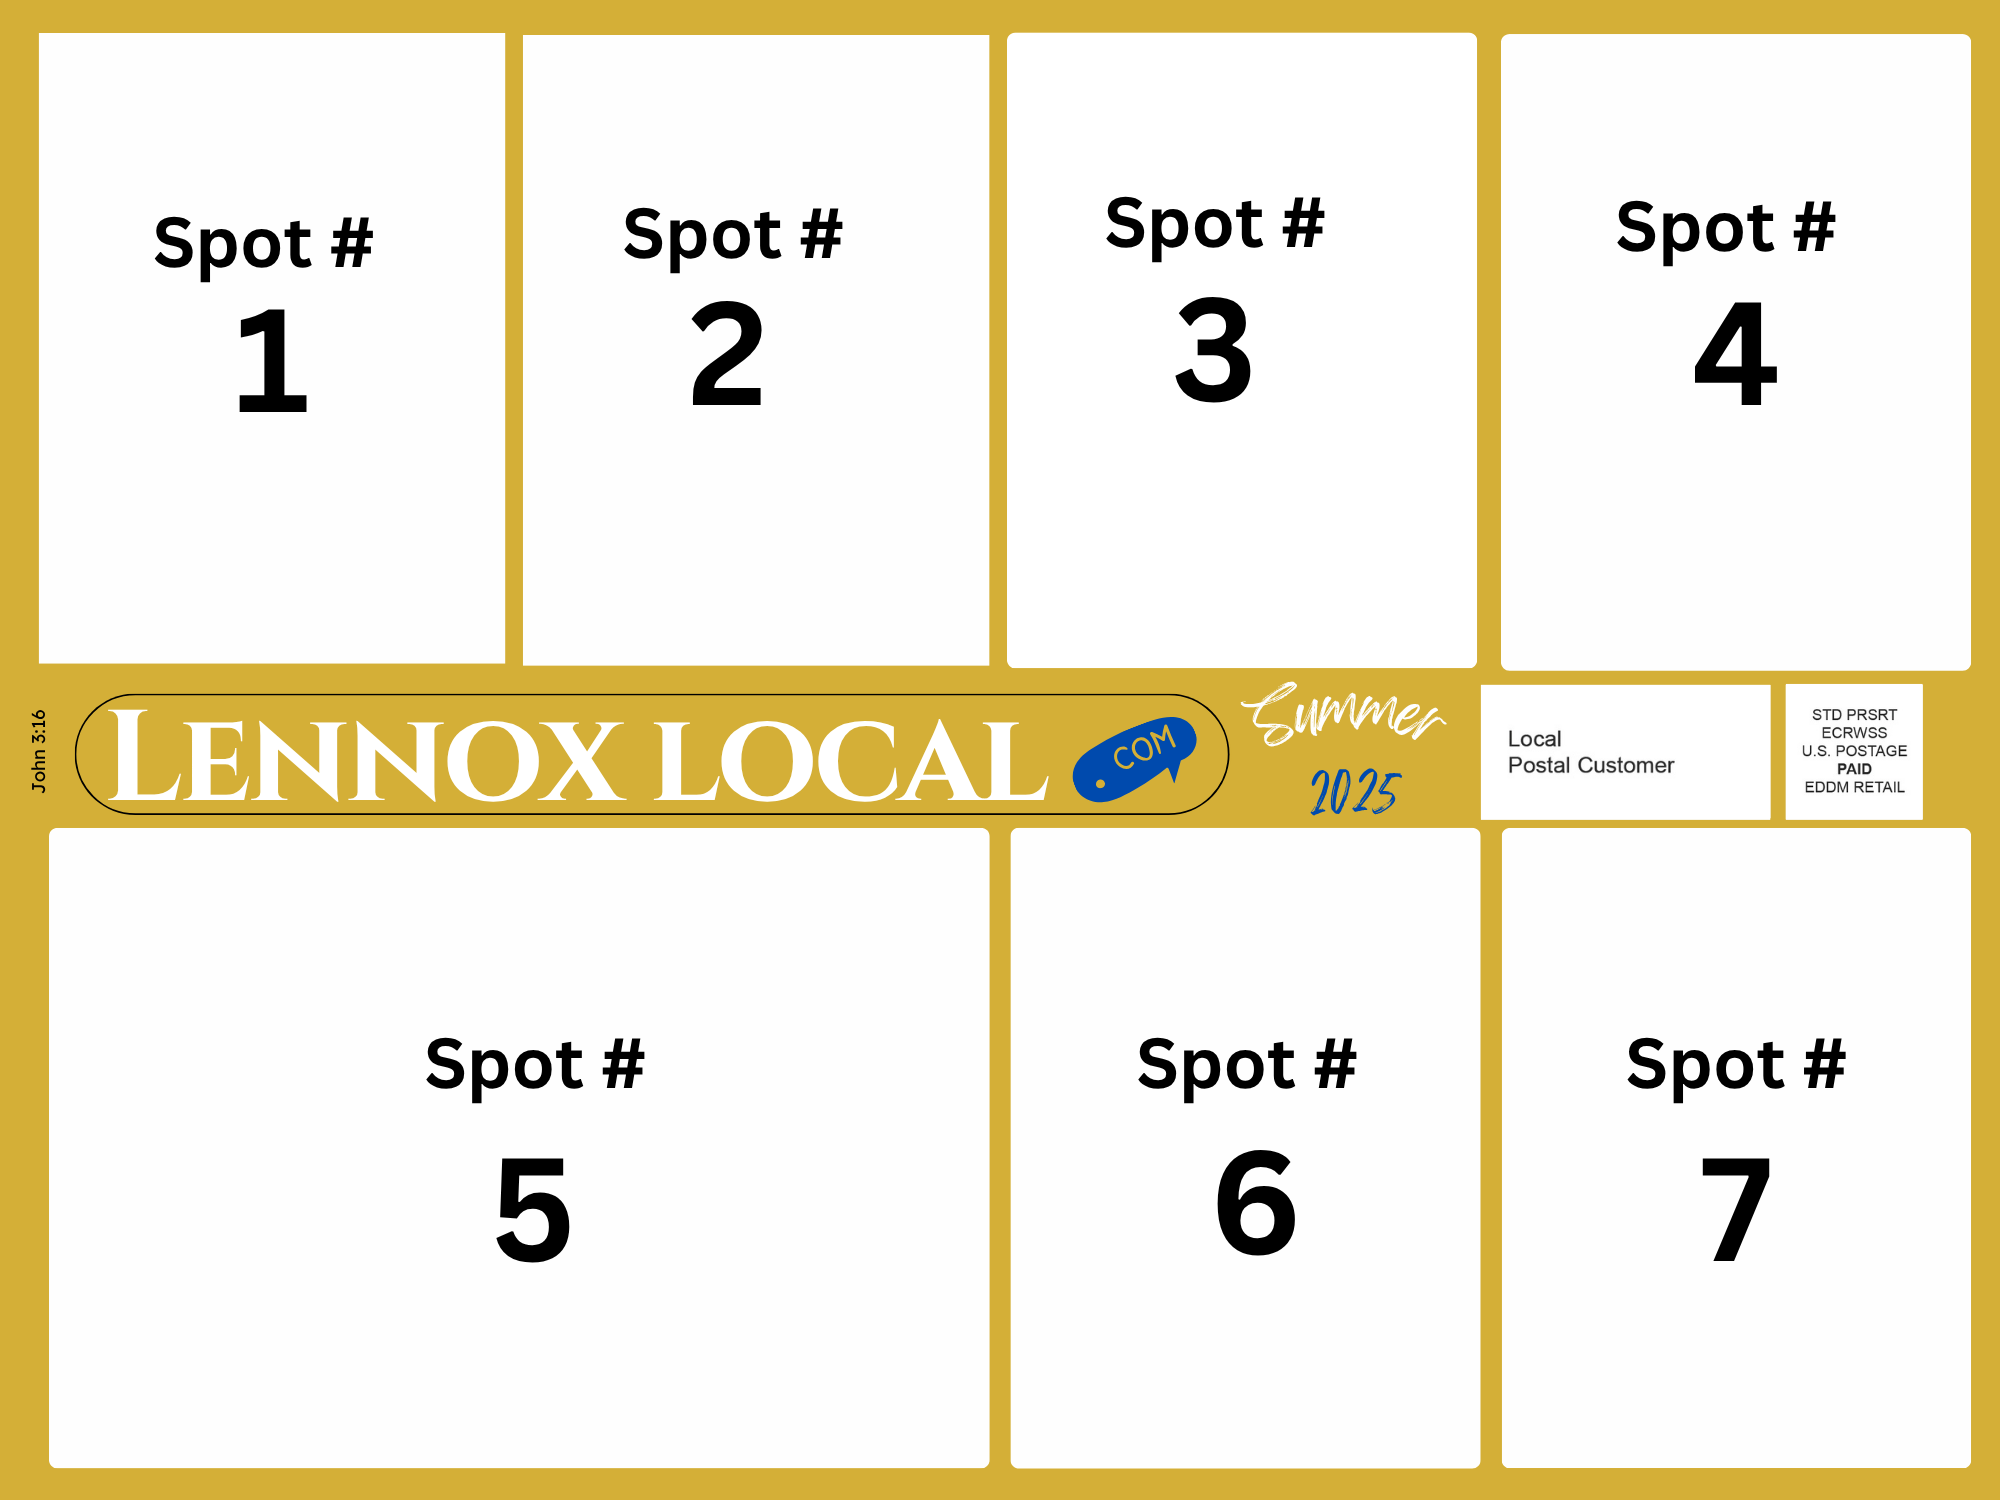 Spot #
1
Spot #
2
Spot #
3
Spot #
4
John 3:16
LENNOX LOCAL
.COM
Summer
2025
Local
Postal Customer
STD PRSRT
ECRWSS
U.S. POSTAGE
PAID
EDDM RETAIL
Spot #
5
Spot #
6
Spot #
7